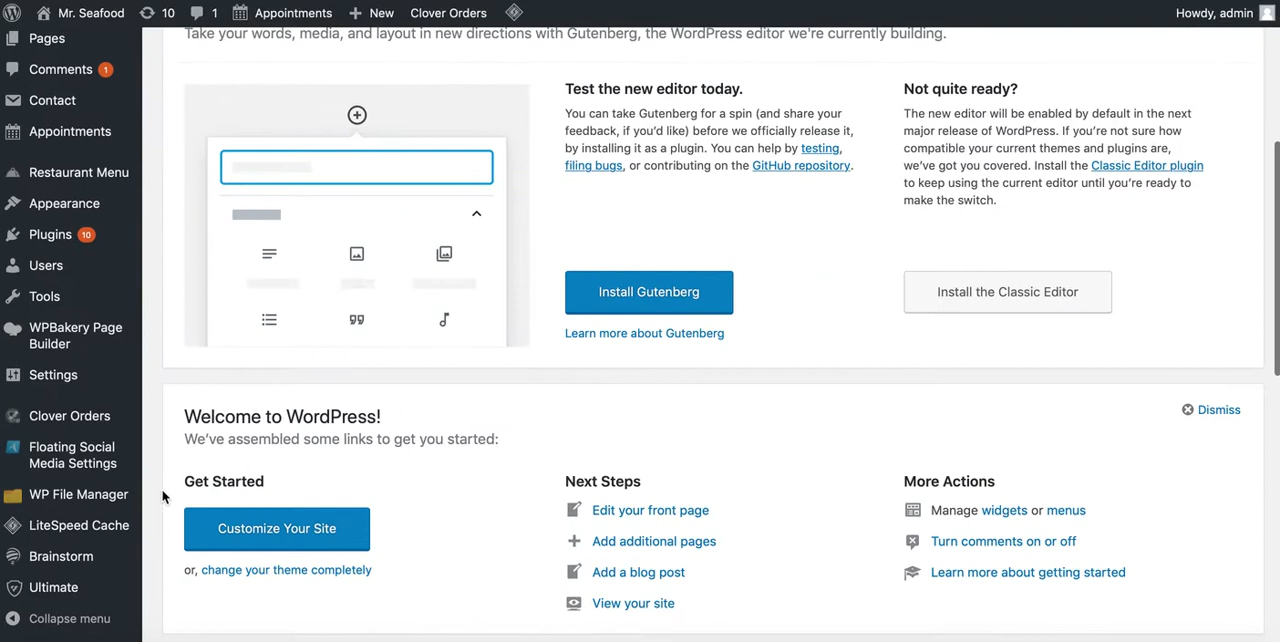 Mr. Seafood 10 1 Appointments New Clover Orders Howdy, admin
Pages
Comments 1
Contact
Appointments
Restaurant Menu
Appearance
Plugins 10
Users
Tools
WPBakery Page
Builder
Settings
Clover Orders
Floating Social
Media Settings
WP File Manager
LiteSpeed Cache
Brainstorm
Ultimate
Collapse menu
Take your words, media, and layout in new directions with Gutenberg, the WordPress editor we're currently building.
Test the new editor today.
You can take Gutenberg for a spin (and share your
feedback, if you'd like) before we officially release it,
by installing it as a plugin. You can help by testing,
filing bugs, or contributing on the GitHub repository.
Install Gutenberg
Learn more about Gutenberg
Not quite ready?
The new editor will be enabled by default in the next
major release of WordPress. If you're not sure how
compatible your current themes and plugins are,
we've got you covered. Install the Classic Editor plugin
to keep using the current editor until you're ready to
make the switch.
Install the Classic Editor
Welcome to WordPress!
We've assembled some links to get you started:
Dismiss
Get Started
Customize Your Site
or, change your theme completely
Next Steps
Edit your front page
Add additional pages
Add a blog post
View your site
More Actions
Manage widgets or menus
Turn comments on or off
Learn more about getting started